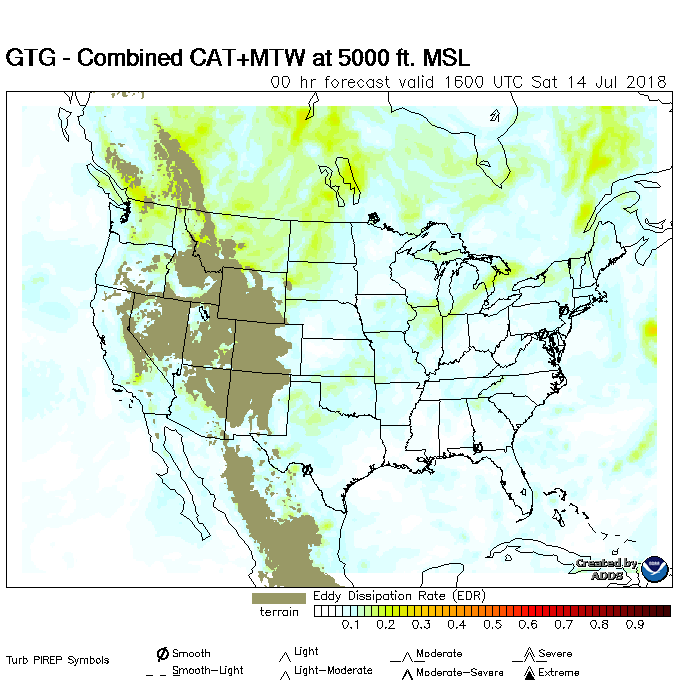 GTG - Combined CAT+MTW at 5000 ft. MSL
00 hr forecast valid 1600 UTC Sat 14 Jul 2018
Created by
ADDS
Eddy Dissipation Rate (EDR)
terrain
0.1 0.2 0.3 0.4 0.5 0.6 0.7 0.8 0.9
Turb PIREP Symbols
Smooth Light Moderate Severe
Smooth-Light Light-Moderate Moderate-Severe Extreme